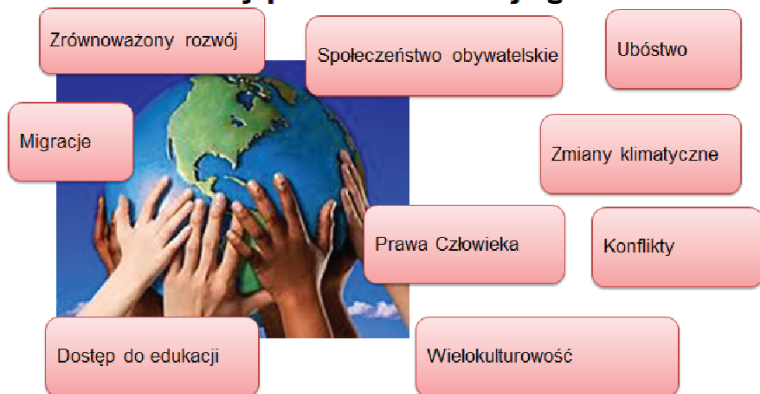 Zrównoważony rozwój
Społeczeństwo obywatelskie
Ubóstwo
Migracje
Zmiany klimatyczne
Prawa Człowieka
Konflikty
Dostęp do edukacji
Wielokulturowość